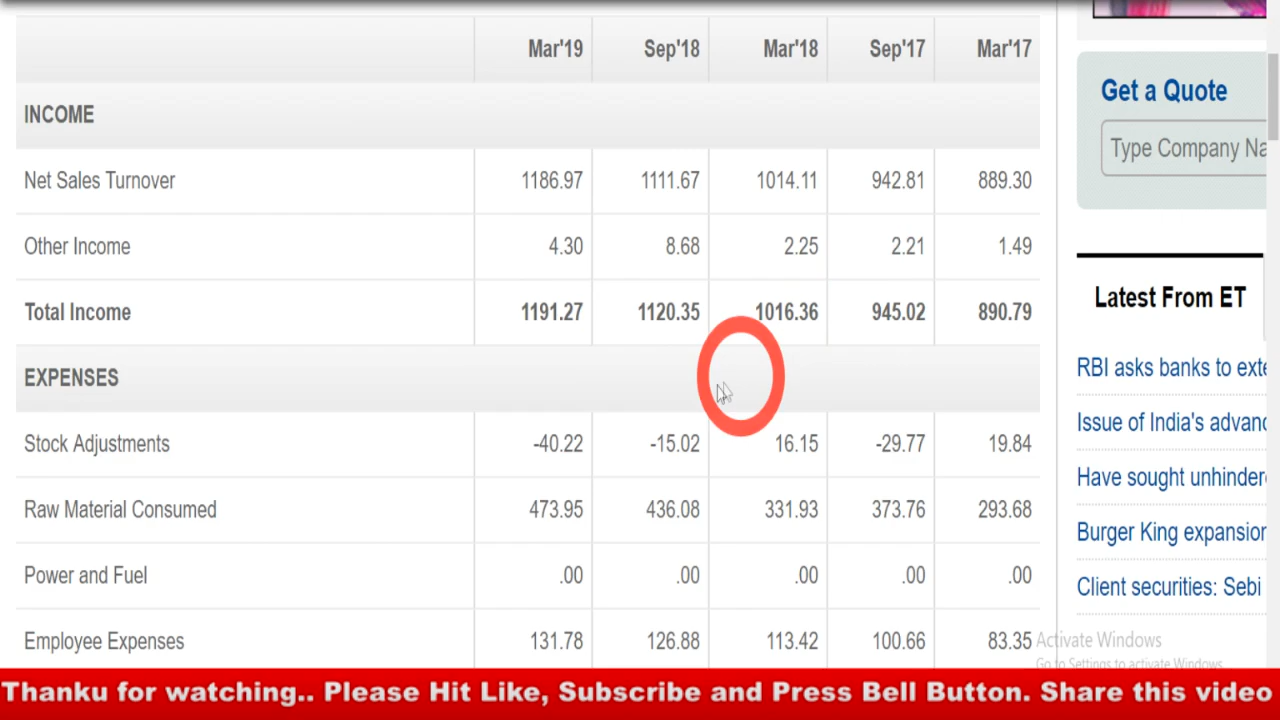 Mar'19 Sep'18 Mar'18 Sep'17 Mar'17
INCOME
Net Sales Turnover 1186.97 1111.67 1014.11 942.81 889.30
Other Income 4.30 8.68 2.25 2.21 1.49
Total Income 1191.27 1120.35 1016.36 945.02 890.79
EXPENSES
Stock Adjustments -40.22 -15.02 16.15 -29.77 19.84
Raw Material Consumed 473.95 436.08 331.93 373.76 293.68
Power and Fuel .00 .00 .00 .00 .00
Employee Expenses 131.78 126.88 113.42 100.66 83.35
Get a Quote
Type Company Na
Latest From ET
RBI asks banks to exte
Issue of India's advanc
Have sought unhinder
Burger King expansion
Client securities: Sebi
Activate Windows
Go to Settings to activate Windows.
Thanku for watching.. Please Hit Like, Subscribe and Press Bell Button. Share this video